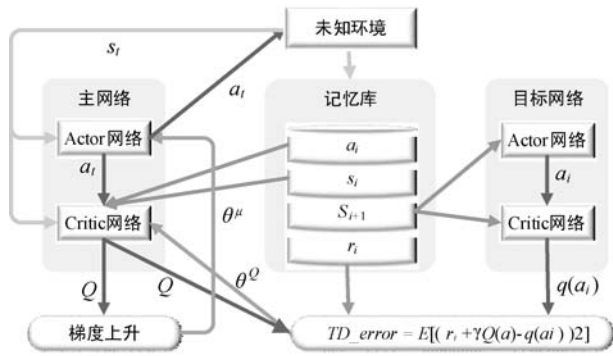 未知环境
s_t
a_t
主网络
Actor网络
a_t
Critic网络
Q
Q
梯度上升
θ^μ
θ^Q
记忆库
a_i
s_i
S_{i+1}
r_i
目标网络
Actor网络
a_i
Critic网络
q(a_i)
TD_error = E[( r_i +γQ(a)-q(ai) )2]